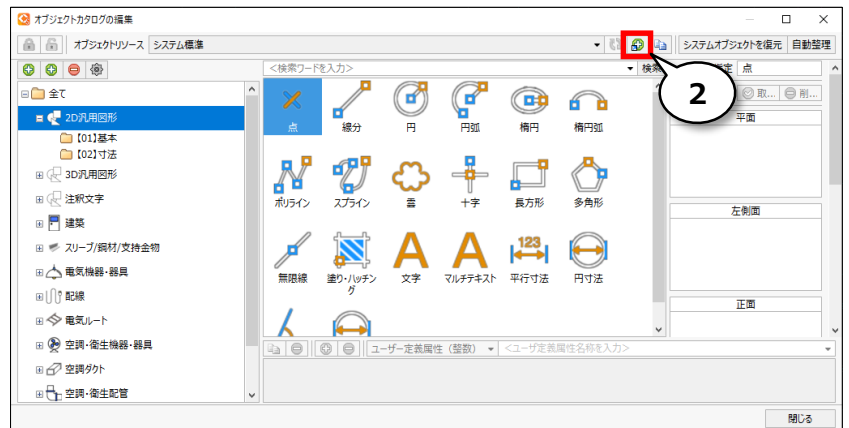 オブジェクトカタログの編集
オブジェクトリソース システム標準 システムオブジェクトを復元 自動整理
<検索ワードを入力> 検索 点
2
取... 削...
全て
2D汎用図形
【01】基本
【02】寸法
3D汎用図形
注釈文字
建築
スリーブ/鋼材/支持金物
電気機器・器具
配線
電気ルート
空調・衛生機器・器具
空調ダクト
空調・衛生配管
点 線分 円 円弧 楕円 楕円弧
ポリライン スプライン 雲 十字 長方形 多角形
123
無限線 塗り・ハッチング 文字 マルチテキスト 平行寸法 円寸法
平面
左側面
正面
ユーザー定義属性（整数） <ユーザ定義属性名称を入力>
閉じる